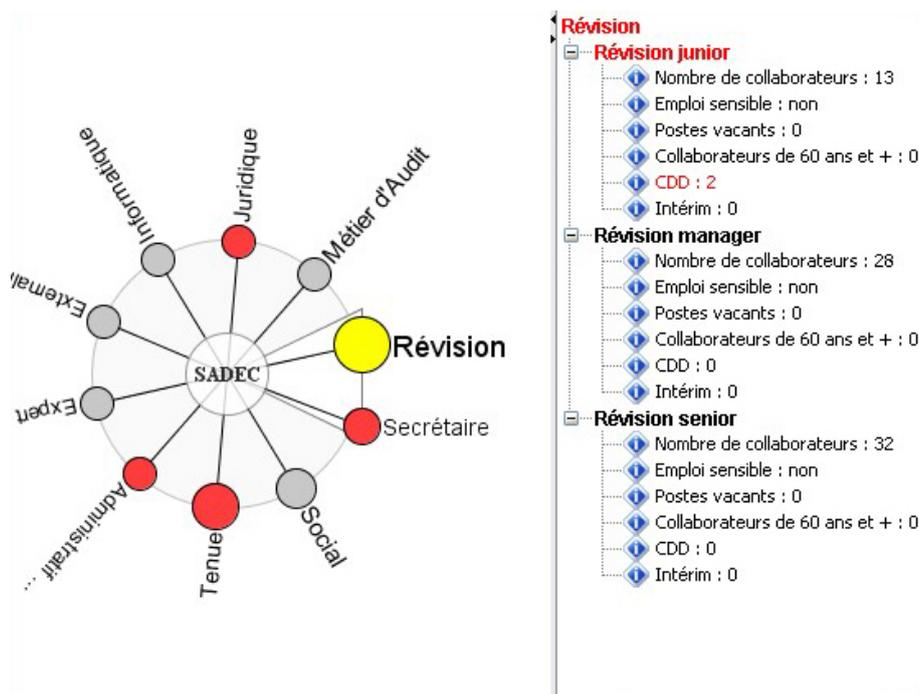 Informatique
Juridique
Métier d'Audit
Révision
Secrétaire
Social
Tenue
Administratif ...
Expert
External
SADEC
Révision
Révision junior
Nombre de collaborateurs : 13
Emploi sensible : non
Postes vacants : 0
Collaborateurs de 60 ans et + : 0
CDD : 2
Intérim : 0
Révision manager
Nombre de collaborateurs : 28
Emploi sensible : non
Postes vacants : 0
Collaborateurs de 60 ans et + : 0
CDD : 0
Intérim : 0
Révision senior
Nombre de collaborateurs : 32
Emploi sensible : non
Postes vacants : 0
Collaborateurs de 60 ans et + : 0
CDD : 0
Intérim : 0